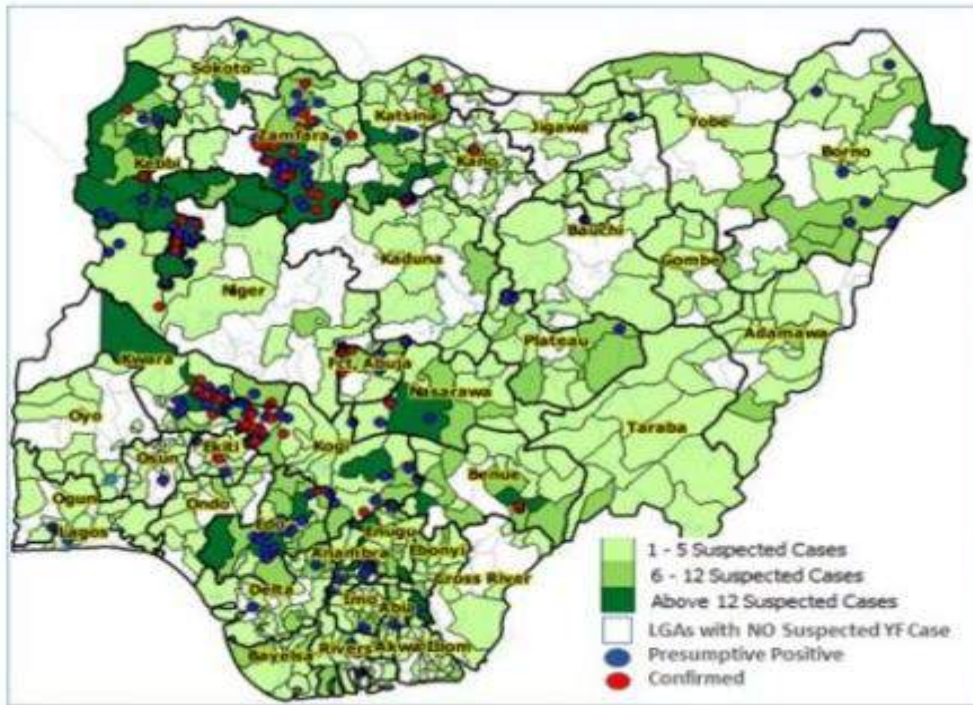 Sokoto
Katsina
Zamfara
Jigawa
Yobe
Kano
Borno
Kebbi
Bauchi
Kaduna
Gombe
Niger
Adamawa
Plateau
Kwara
Fct, Abuja
Nasarawa
Oyo
Taraba
Ekiti
Kogi
Osun
Benue
Ogun
Ondo
Edo
Lagos
Enugu
Anambra
Ebonyi
Cross River
Delta
Imo
Abia
Bayelsa
Rivers
Akwa Ibom
1 - 5 Suspected Cases
6 - 12 Suspected Cases
Above 12 Suspected Cases
LGAs with NO Suspected YF Case
Presumptive Positive
Confirmed